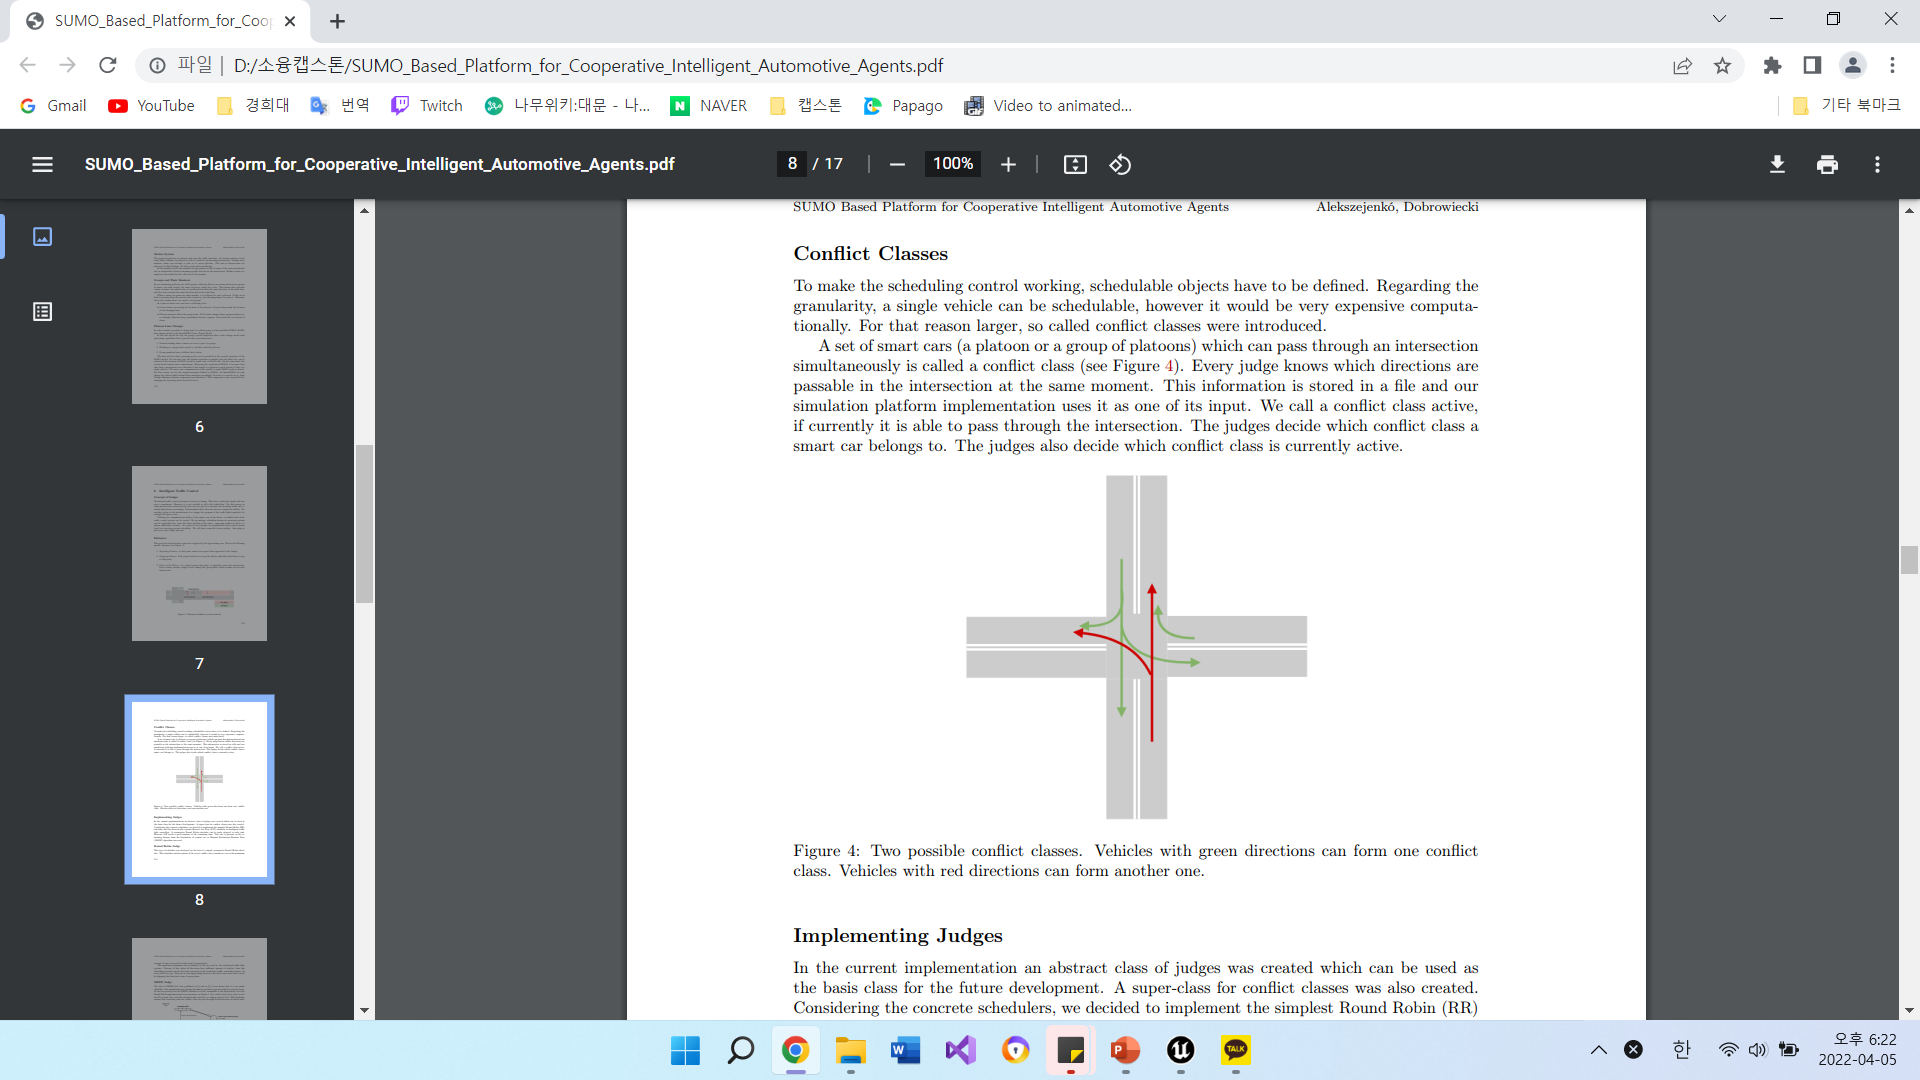 SUMO_Based_Platform_for_Coop
파일 | D:/소융캡스톤/SUMO_Based_Platform_for_Cooperative_Intelligent_Automotive_Agents.pdf
Gmail YouTube 경희대 번역 Twitch 나무위키:대문 - 나... NAVER 캡스톤 Papago Video to animated... 기타 북마크
SUMO_Based_Platform_for_Cooperative_Intelligent_Automotive_Agents.pdf 8 / 17 100%
6
7
8
SUMO Based Platform for Cooperative Intelligent Automotive Agents Alekszejenkó, Dobrowiecki
Conflict Classes
To make the scheduling control working, schedulable objects have to be defined. Regarding the
granularity, a single vehicle can be schedulable, however it would be very expensive computa-
tionally. For that reason larger, so called conflict classes were introduced.
A set of smart cars (a platoon or a group of platoons) which can pass through an intersection
simultaneously is called a conflict class (see Figure 4). Every judge knows which directions are
passable in the intersection at the same moment. This information is stored in a file and our
simulation platform implementation uses it as one of its input. We call a conflict class active,
if currently it is able to pass through the intersection. The judges decide which conflict class a
smart car belongs to. The judges also decide which conflict class is currently active.
Figure 4: Two possible conflict classes. Vehicles with green directions can form one conflict
class. Vehicles with red directions can form another one.
Implementing Judges
In the current implementation an abstract class of judges was created which can be used as
the basis class for the future development. A super-class for conflict classes was also created.
Considering the concrete schedulers, we decided to implement the simplest Round Robin (RR)
한
오후 6:22
2022-04-05